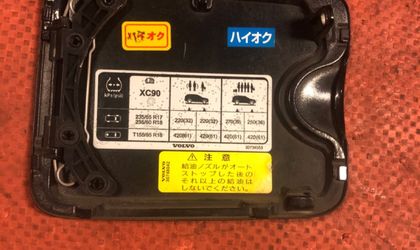 ハイオク
ハイオク
kPa(psi)
XC90
235/65 R17
235/60 R18
220(32) 220(32) 270(39) 250(36)
T155/85 R18
420(61) 420(61) 420(61) 420(61)
VOLVO
注意
給油ノズルがオート
ストップした後の
それ以上の給油は
しないでください
VOLVO